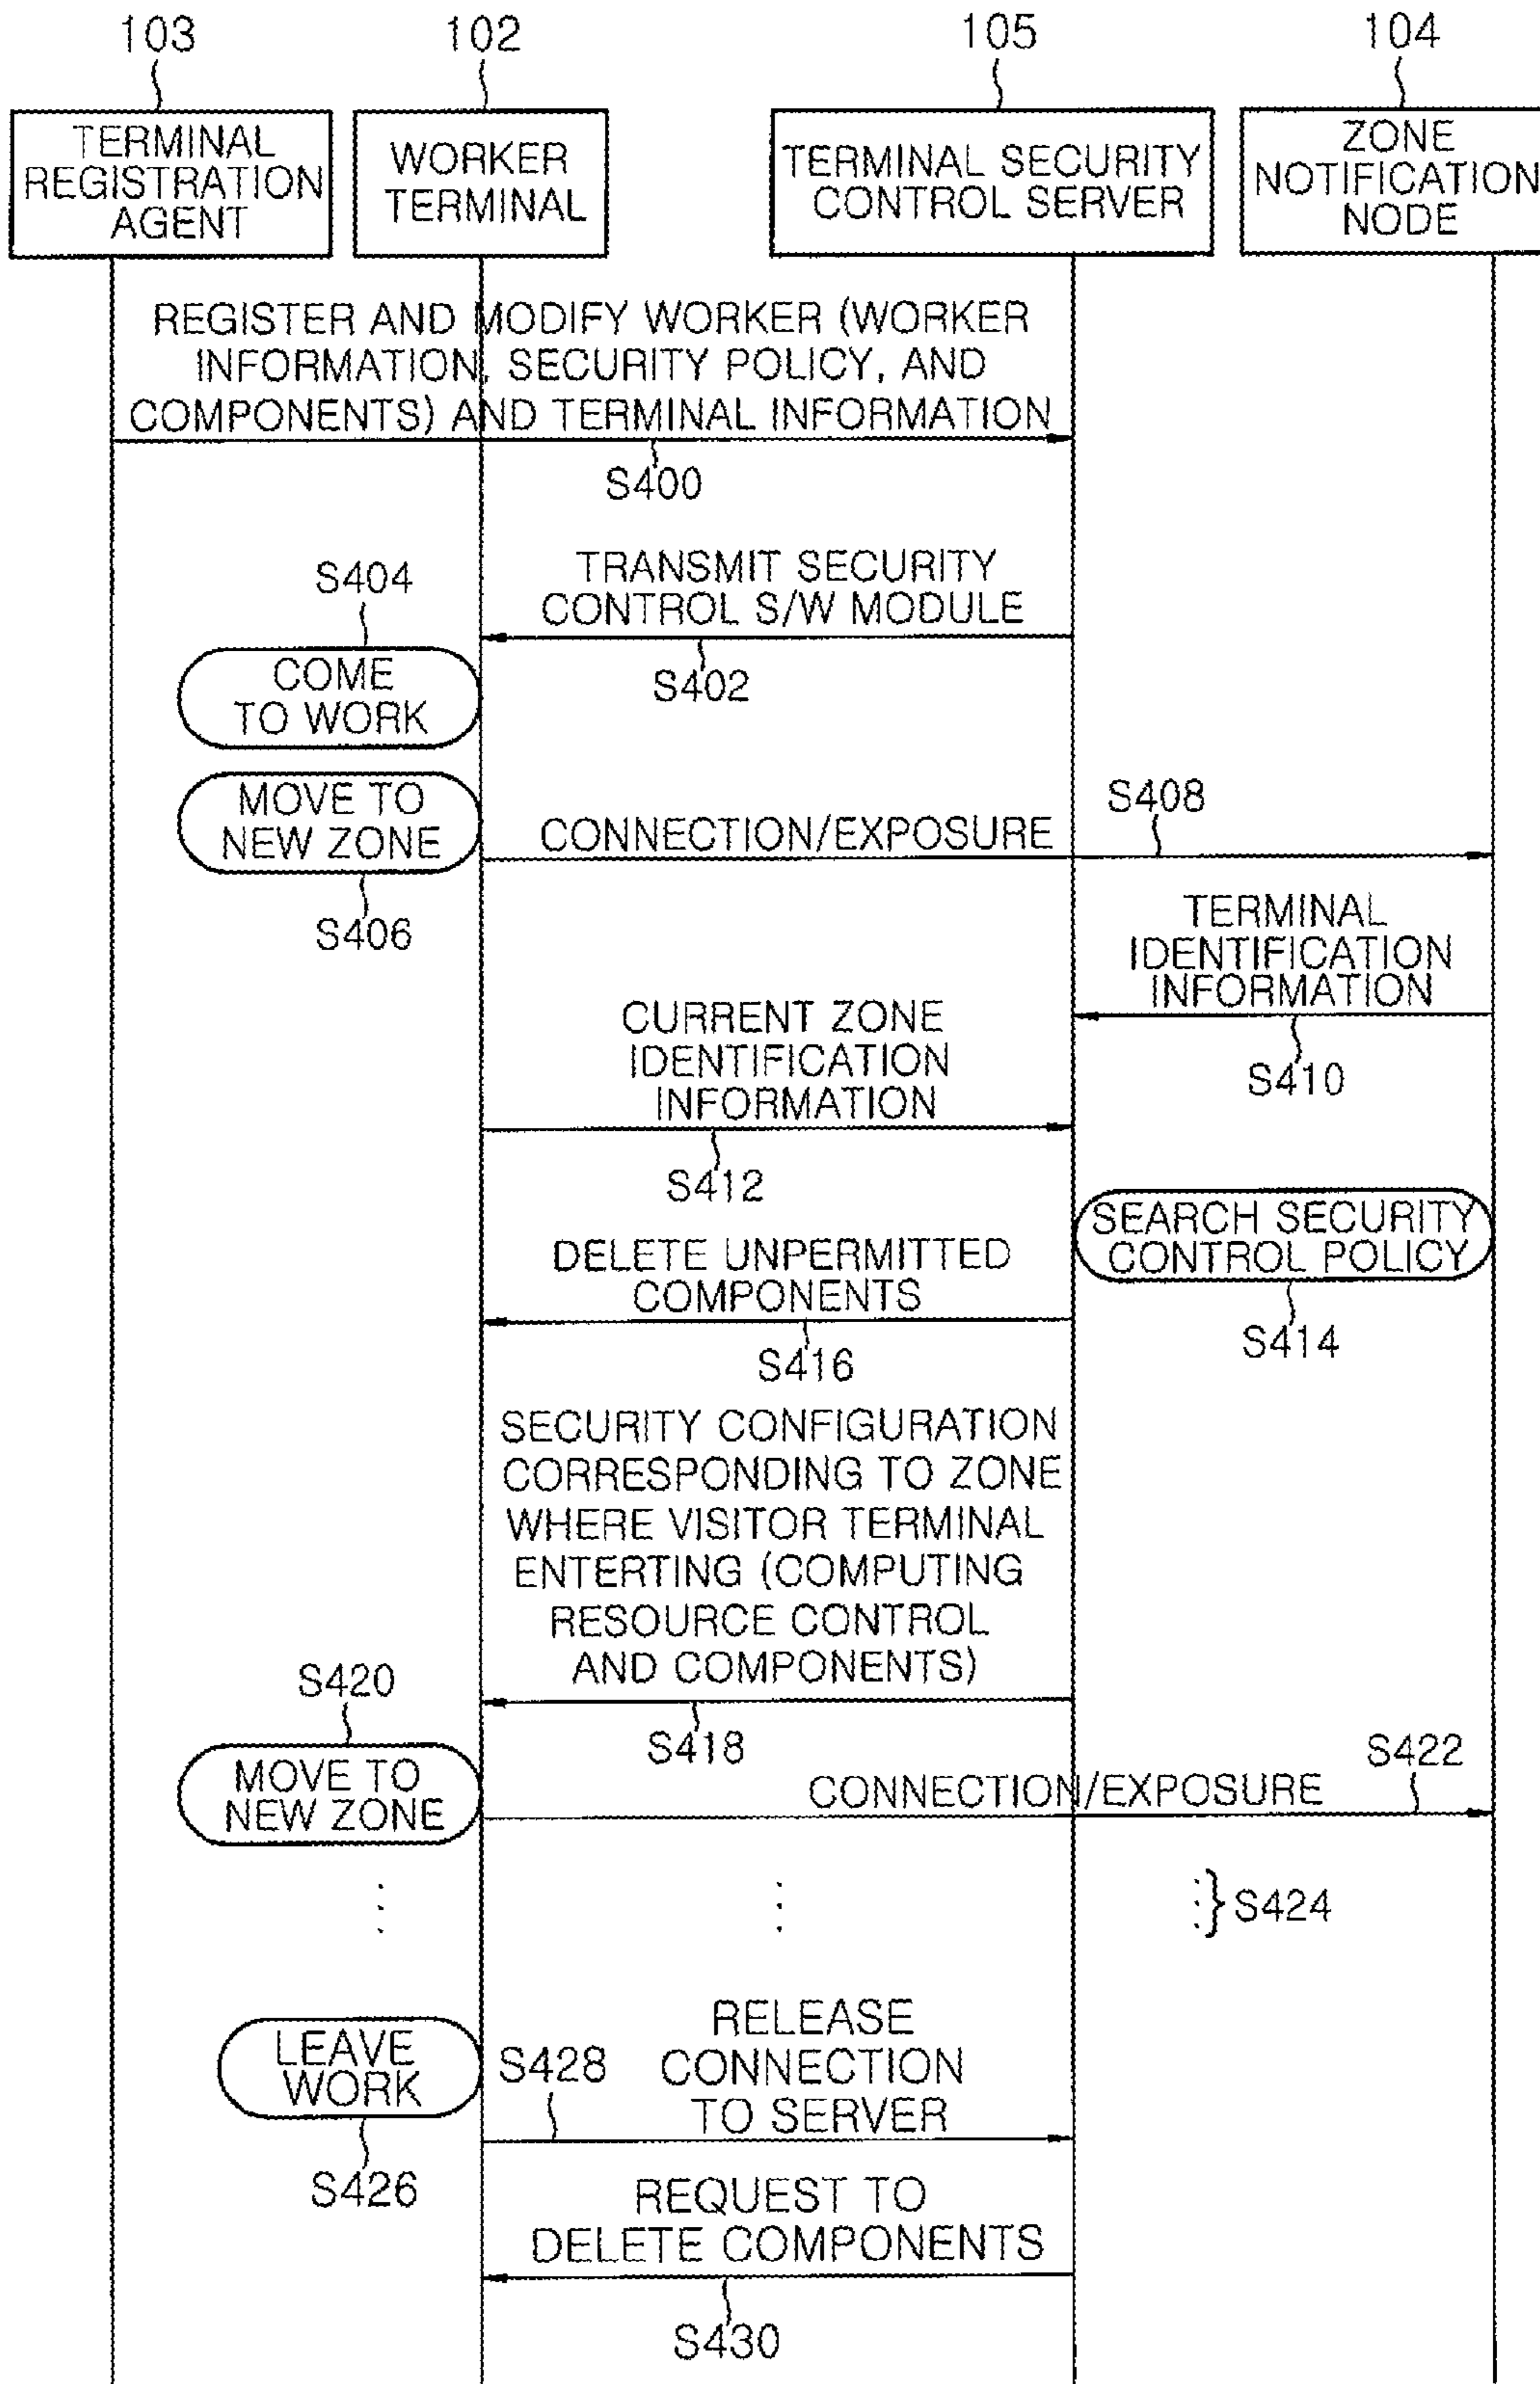 103
102
105
104
TERMINAL
REGISTRATION
AGENT
WORKER
TERMINAL
TERMINAL SECURITY
CONTROL SERVER
ZONE
NOTIFICATION
NODE
REGISTER AND MODIFY WORKER (WORKER
INFORMATION, SECURITY POLICY, AND
COMPONENTS) AND TERMINAL INFORMATION
S400
TRANSMIT SECURITY
CONTROL S/W MODULE
S402
S404
COME
TO WORK
MOVE TO
NEW ZONE
S406
CONNECTION/EXPOSURE
S408
TERMINAL
IDENTIFICATION
INFORMATION
S410
CURRENT ZONE
IDENTIFICATION
INFORMATION
S412
SEARCH SECURITY
CONTROL POLICY
S414
DELETE UNPERMITTED
COMPONENTS
S416
SECURITY CONFIGURATION
CORRESPONDING TO ZONE
WHERE VISITOR TERMINAL
ENTERTING (COMPUTING
RESOURCE CONTROL
AND COMPONENTS)
S418
S420
MOVE TO
NEW ZONE
CONNECTION/EXPOSURE
S422
S424
LEAVE
WORK
S426
S428
RELEASE
CONNECTION
TO SERVER
REQUEST TO
DELETE COMPONENTS
S430